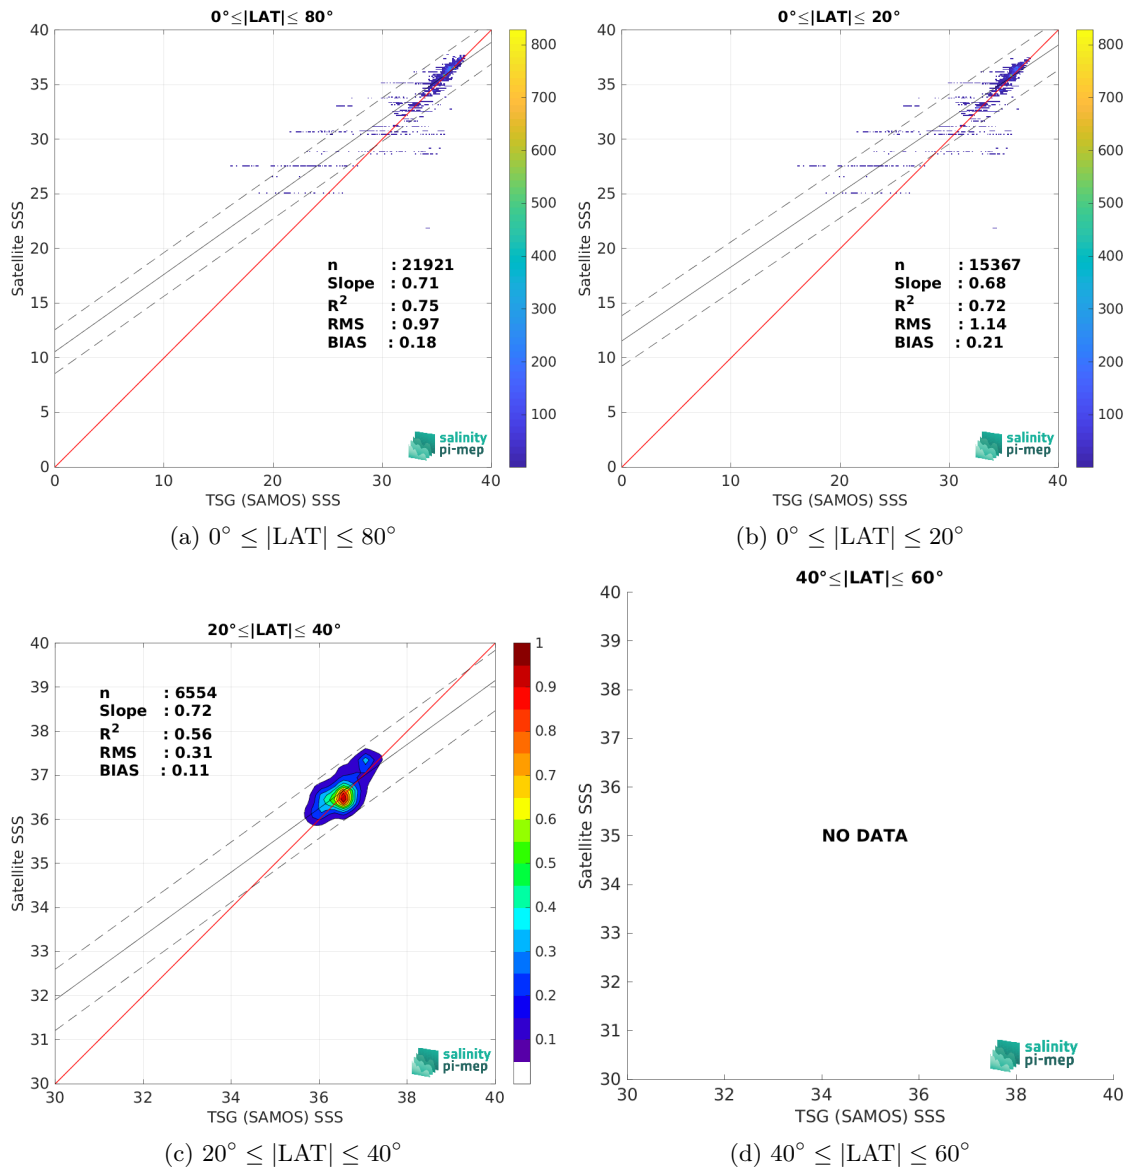 0°≤|LAT|≤ 80°
40
35
30
25
20
15
10
5
0
Satellite SSS
n : 21921
Slope : 0.71
R² : 0.75
RMS : 0.97
BIAS : 0.18
salinity
pi-mep
0 10 20 30 40
TSG (SAMOS) SSS
800
700
600
500
400
300
200
100
(a) 0° ≤ |LAT| ≤ 80°
0°≤|LAT|≤ 20°
40
35
30
25
20
15
10
5
0
Satellite SSS
n : 15367
Slope : 0.68
R² : 0.72
RMS : 1.14
BIAS : 0.21
salinity
pi-mep
0 10 20 30 40
TSG (SAMOS) SSS
800
700
600
500
400
300
200
100
(b) 0° ≤ |LAT| ≤ 20°
20°≤|LAT|≤ 40°
40
39
38
37
36
35
34
33
32
31
30
Satellite SSS
n : 6554
Slope : 0.72
R² : 0.56
RMS : 0.31
BIAS : 0.11
salinity
pi-mep
30 32 34 36 38 40
TSG (SAMOS) SSS
1
0.9
0.8
0.7
0.6
0.5
0.4
0.3
0.2
0.1
(c) 20° ≤ |LAT| ≤ 40°
40°≤|LAT|≤ 60°
40
39
38
37
36
35
34
33
32
31
30
Satellite SSS
NO DATA
salinity
pi-mep
30 32 34 36 38 40
TSG (SAMOS) SSS
(d) 40° ≤ |LAT| ≤ 60°